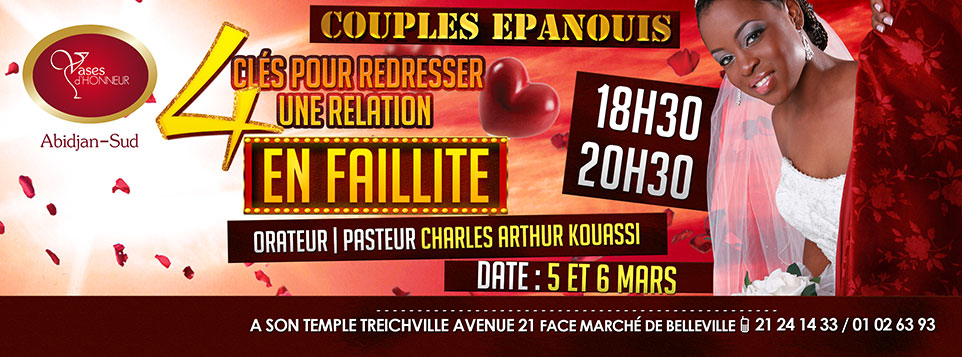 COUPLES EPANOUIS
Vases
d'HONNEUR
Abidjan-Sud
4 CLÉS POUR REDRESSER
UNE RELATION
EN FAILLITE
18H30
20H30
ORATEUR | PASTEUR CHARLES ARTHUR KOUASSI
DATE : 5 ET 6 MARS
A SON TEMPLE TREICHVILLE AVENUE 21 FACE MARCHÉ DE BELLEVILLE 21 24 14 33 / 01 02 63 93